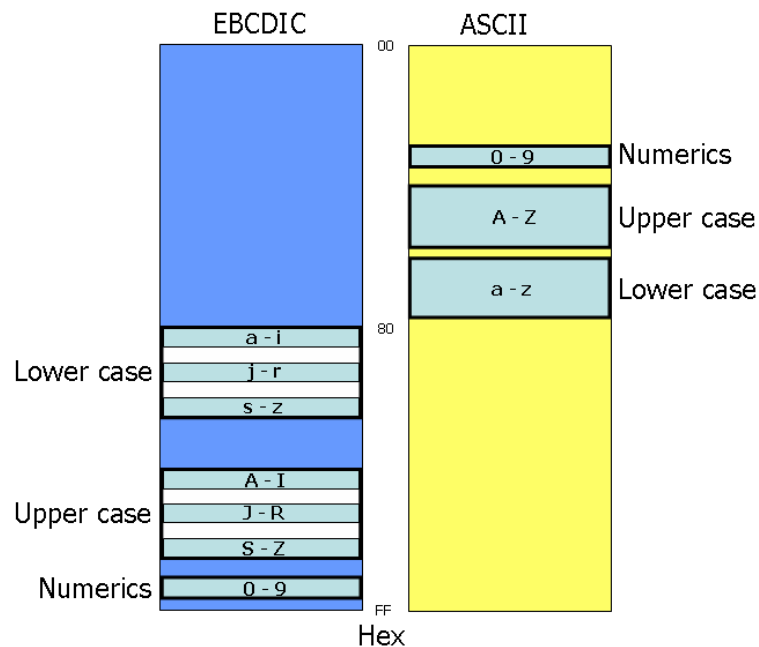 EBCDIC
ASCII
00
0 - 9
Numerics
A - Z
Upper case
a - z
Lower case
80
a - i
Lower case
j - r
s - z
A - I
Upper case
J - R
S - Z
Numerics
0 - 9
FF
Hex